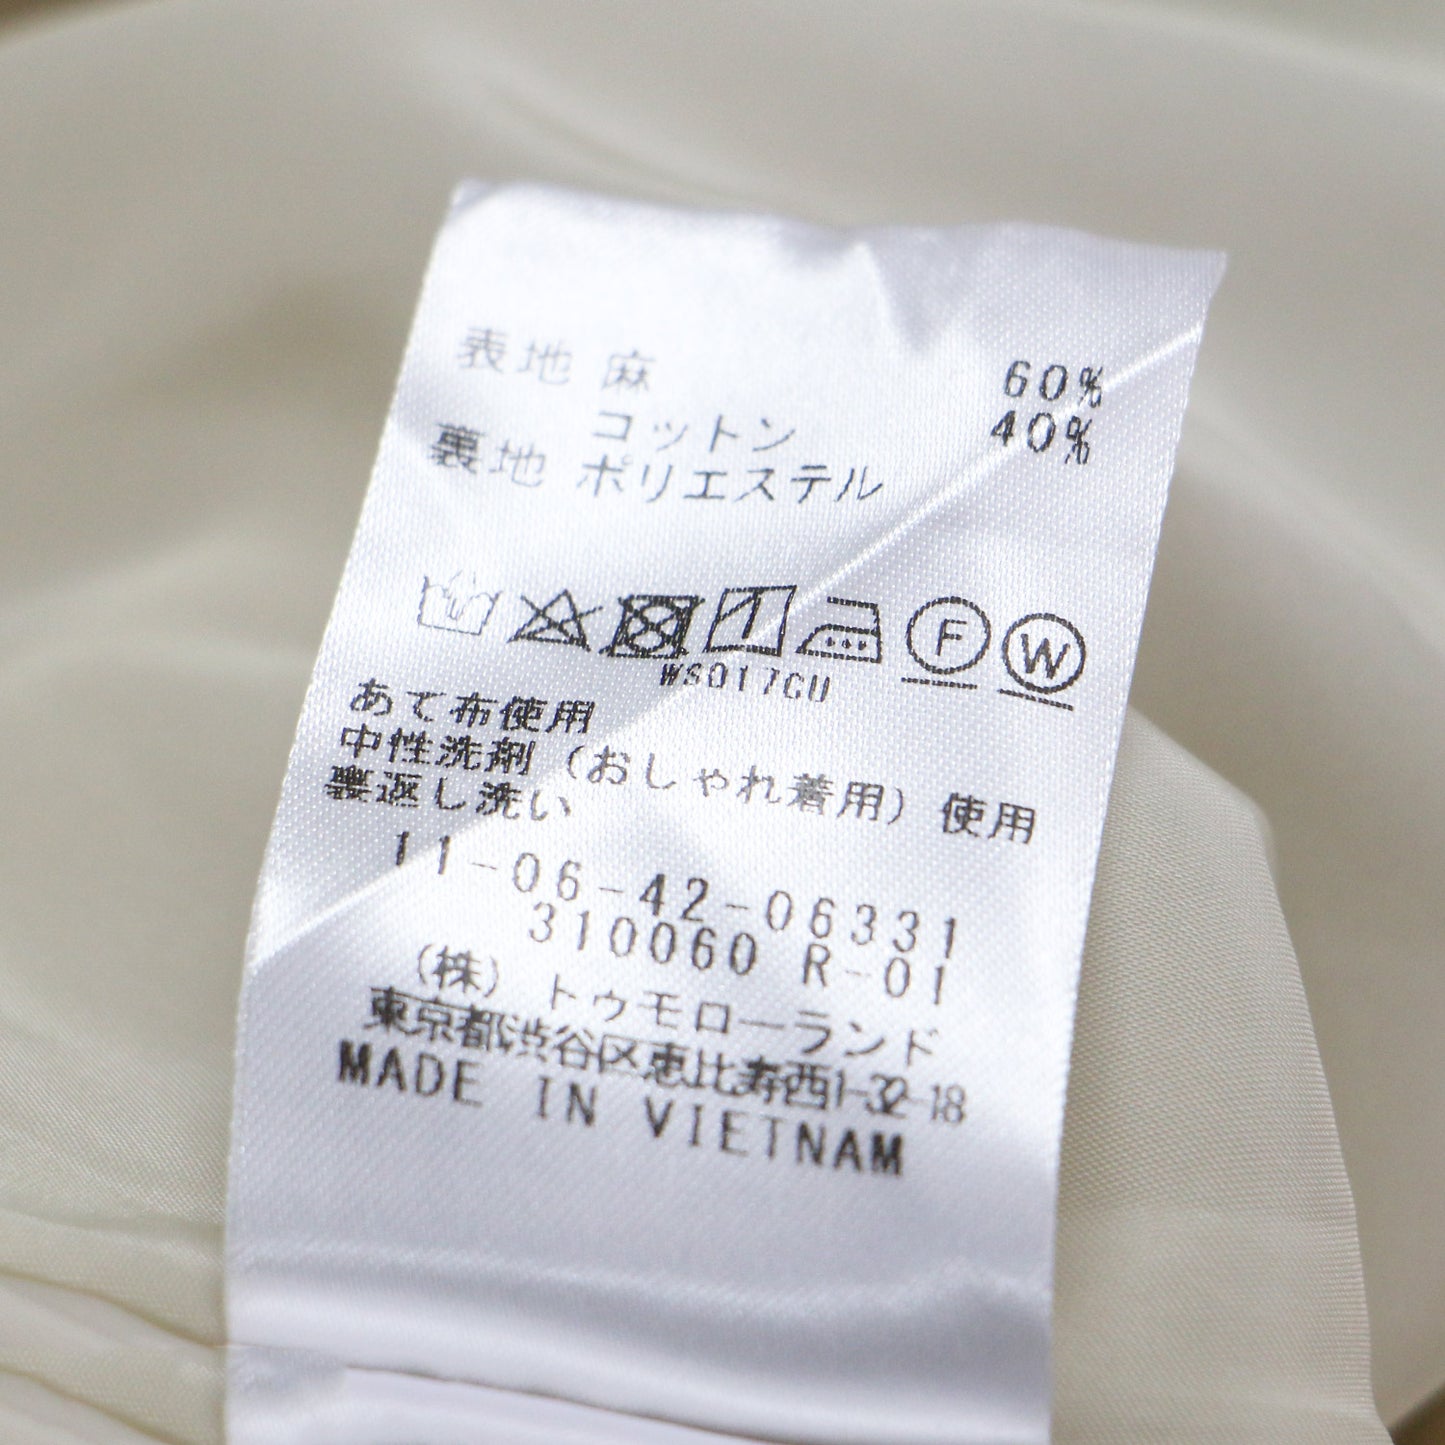 表地 麻 60%
コットン 40%
裏地 ポリエステル
F W
WS017CU
あて布使用
中性洗剤（おしゃれ着用）使用
裏返し洗い
11-06-42-06331
310060 R-01
(株) トゥモローランド
東京都渋谷区恵比寿西1-32-18
MADE IN VIETNAM